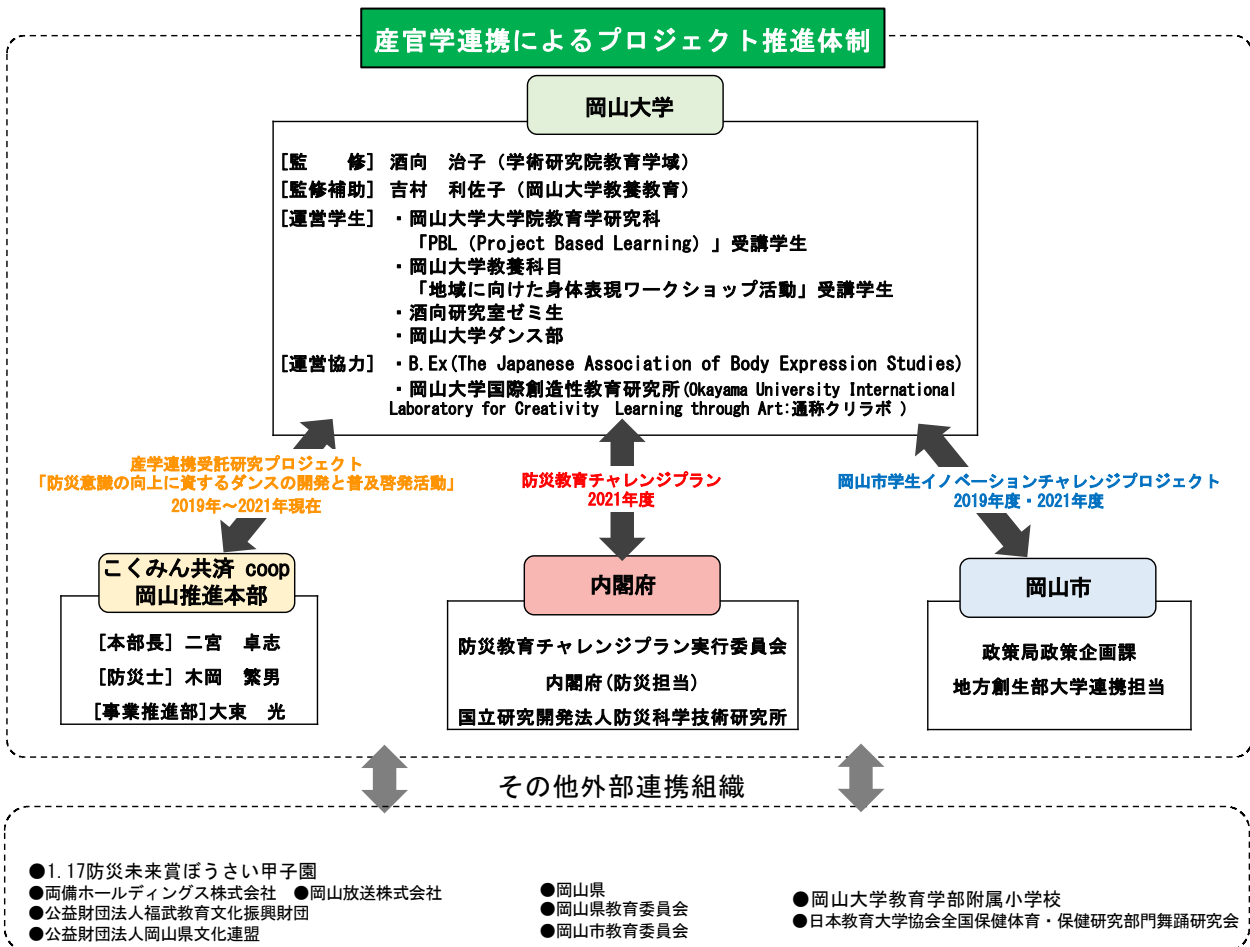 産官学連携によるプロジェクト推進体制
岡山大学
[監　　修] 酒向　治子（学術研究院教育学域）
[監修補助] 吉村　利佐子（岡山大学教養教育）
[運営学生] ・岡山大学大学院教育学研究科
「PBL（Project Based Learning）」受講学生
・岡山大学教養科目
「地域に向けた身体表現ワークショップ活動」受講学生
・酒向研究室ゼミ生
・岡山大学ダンス部
[運営協力] ・B.Ex(The Japanese Association of Body Expression Studies)
・岡山大学国際創造性教育研究所(Okayama University International
Laboratory for Creativity　Learning through Art:通称クリラボ )
産学連携受託研究プロジェクト
「防災意識の向上に資するダンスの開発と普及啓発活動」
2019年～2021年現在
防災教育チャレンジプラン
2021年度
岡山市学生イノベーションチャレンジプロジェクト
2019年度・2021年度
こくみん共済 coop
岡山推進本部
[本部長] 二宮　卓志
[防災士] 木岡　繁男
[事業推進部]大東　光
内閣府
防災教育チャレンジプラン実行委員会
内閣府(防災担当)
国立研究開発法人防災科学技術研究所
岡山市
政策局政策企画課
地方創生部大学連携担当
その他外部連携組織
●1.17防災未来賞ぼうさい甲子園
●両備ホールディングス株式会社　●岡山放送株式会社
●公益財団法人福武教育文化振興財団
●公益財団法人岡山県文化連盟
●岡山県
●岡山県教育委員会
●岡山市教育委員会
●岡山大学教育学部附属小学校
●日本教育大学協会全国保健体育・保健研究部門舞踊研究会